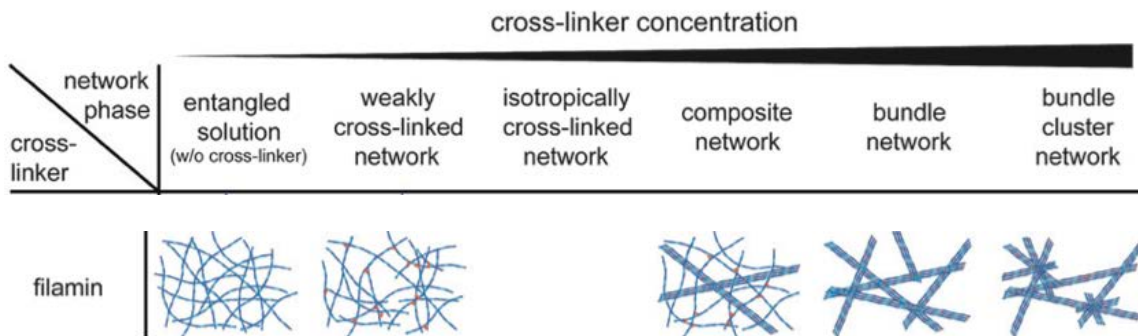 cross-linker concentration
network
phase
cross-
linker
entangled
solution
(w/o cross-linker)
weakly
cross-linked
network
isotropically
cross-linked
network
composite
network
bundle
network
bundle
cluster
network
filamin